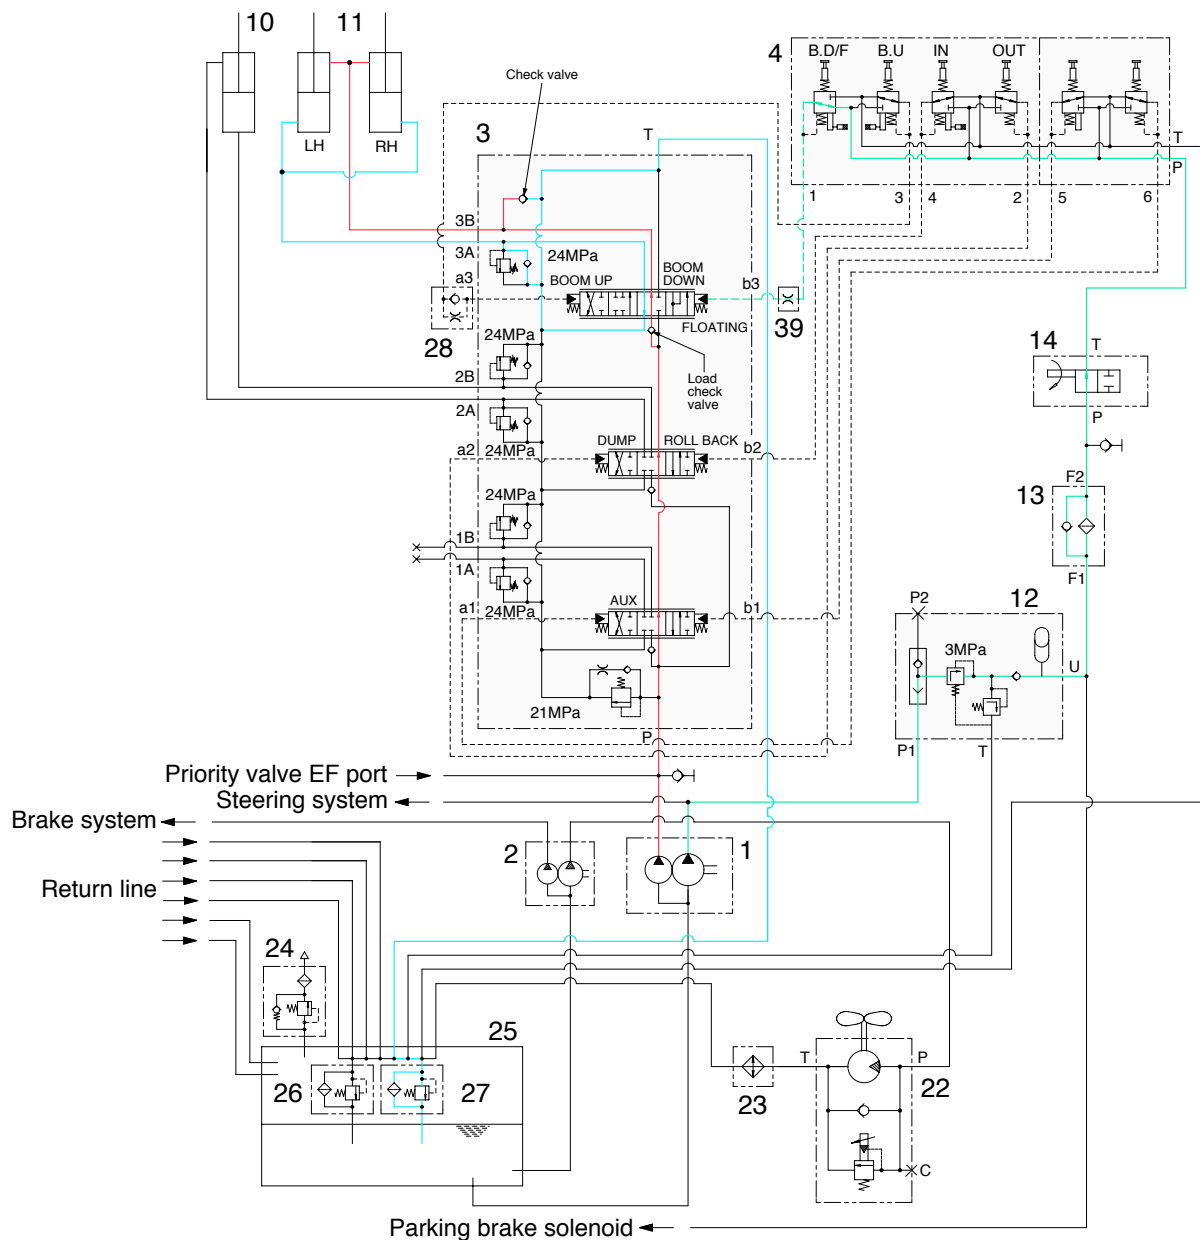 10
11
Check valve
4
B.D/F
B.U
IN
OUT
LH
RH
3
T
T
P
1
3
4
2
5
6
3B
3A
24MPa
a3
BOOM UP
BOOM
DOWN
b3
FLOATING
28
39
24MPa
14
T
2B
Load
check
valve
2A
P
24MPa
DUMP
ROLL BACK
a2
b2
F2
13
24MPa
1B
1A
F1
24MPa
AUX
a1
b1
P2
12
3MPa
U
21MPa
P
P1
T
Priority valve EF port
Steering system
Brake system
2
1
Return line
24
25
26
27
23
T
P
22
C
Parking brake solenoid